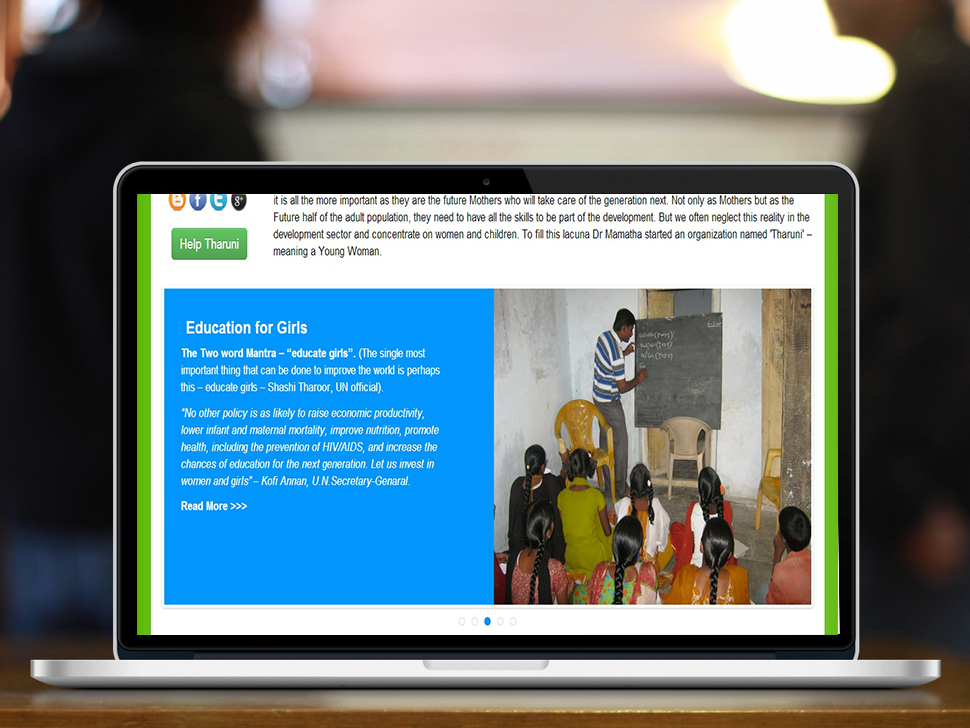 it is all the more important as they are the future Mothers who will take care of the generation next. Not only as Mothers but as the
Future half of the adult population, they need to have all the skills to be part of the development. But we often neglect this reality in the
development sector and concentrate on women and children. To fill this lacuna Dr Mamatha started an organization named 'Tharuni' –
meaning a Young Woman.
Help Tharuni
Education for Girls
The Two word Mantra – “educate girls”. (The single most
important thing that can be done to improve the world is perhaps
this – educate girls – Shashi Tharoor, UN official).
“No other policy is as likely to raise economic productivity,
lower infant and maternal mortality, improve nutrition, promote
health, including the prevention of HIV/AIDS, and increase the
chances of education for the next generation. Let us invest in
women and girls” – Kofi Annan, U.N.Secretary-Genaral.
Read More >>>